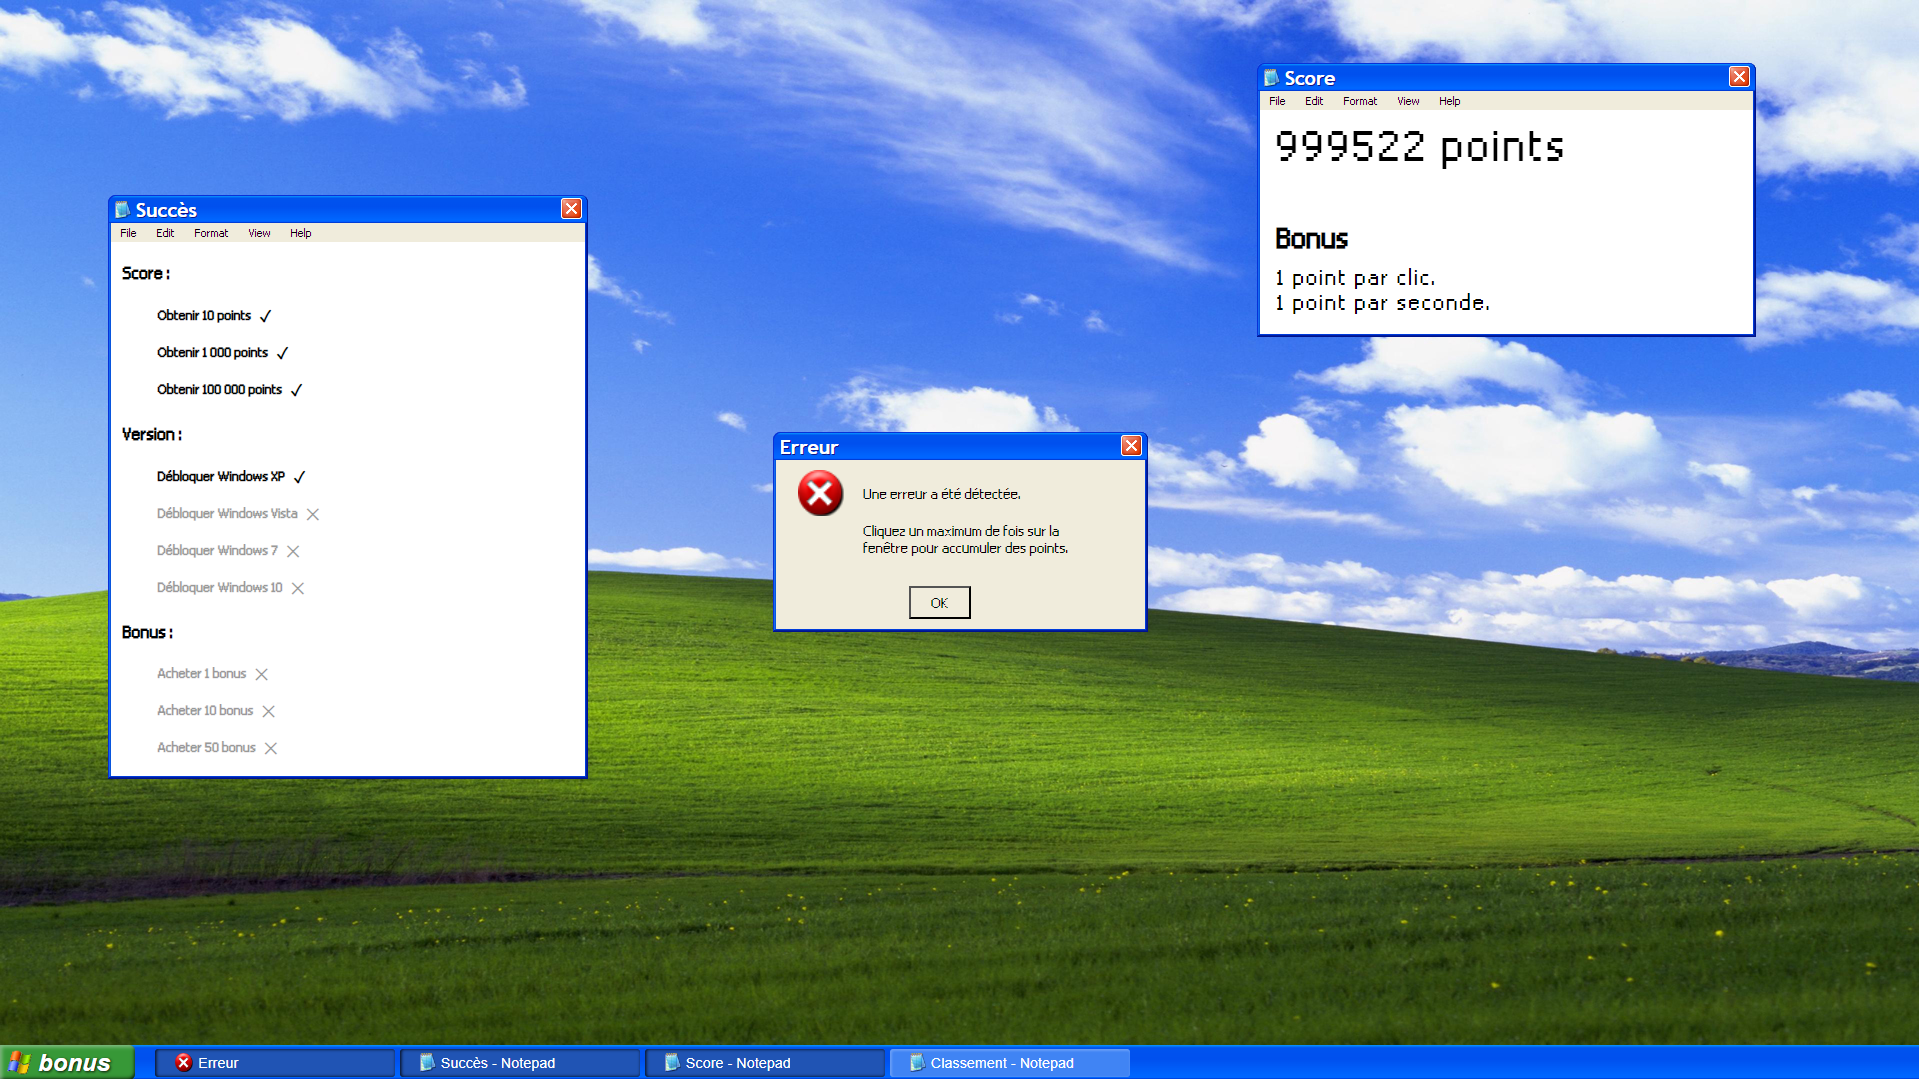 Score
File Edit Format View Help
999522 points
Bonus
1 point par clic.
1 point par seconde.
Succès
File Edit Format View Help
Score :
Obtenir 10 points ✓
Obtenir 1 000 points ✓
Obtenir 100 000 points ✓
Version :
Débloquer Windows XP ✓
Débloquer Windows Vista ✕
Débloquer Windows 7 ✕
Débloquer Windows 10 ✕
Bonus :
Acheter 1 bonus ✕
Acheter 10 bonus ✕
Acheter 50 bonus ✕
Erreur
Une erreur a été détectée.
Cliquez un maximum de fois sur la
fenêtre pour accumuler des points.
OK
bonus
Erreur
Succès - Notepad
Score - Notepad
Classement - Notepad